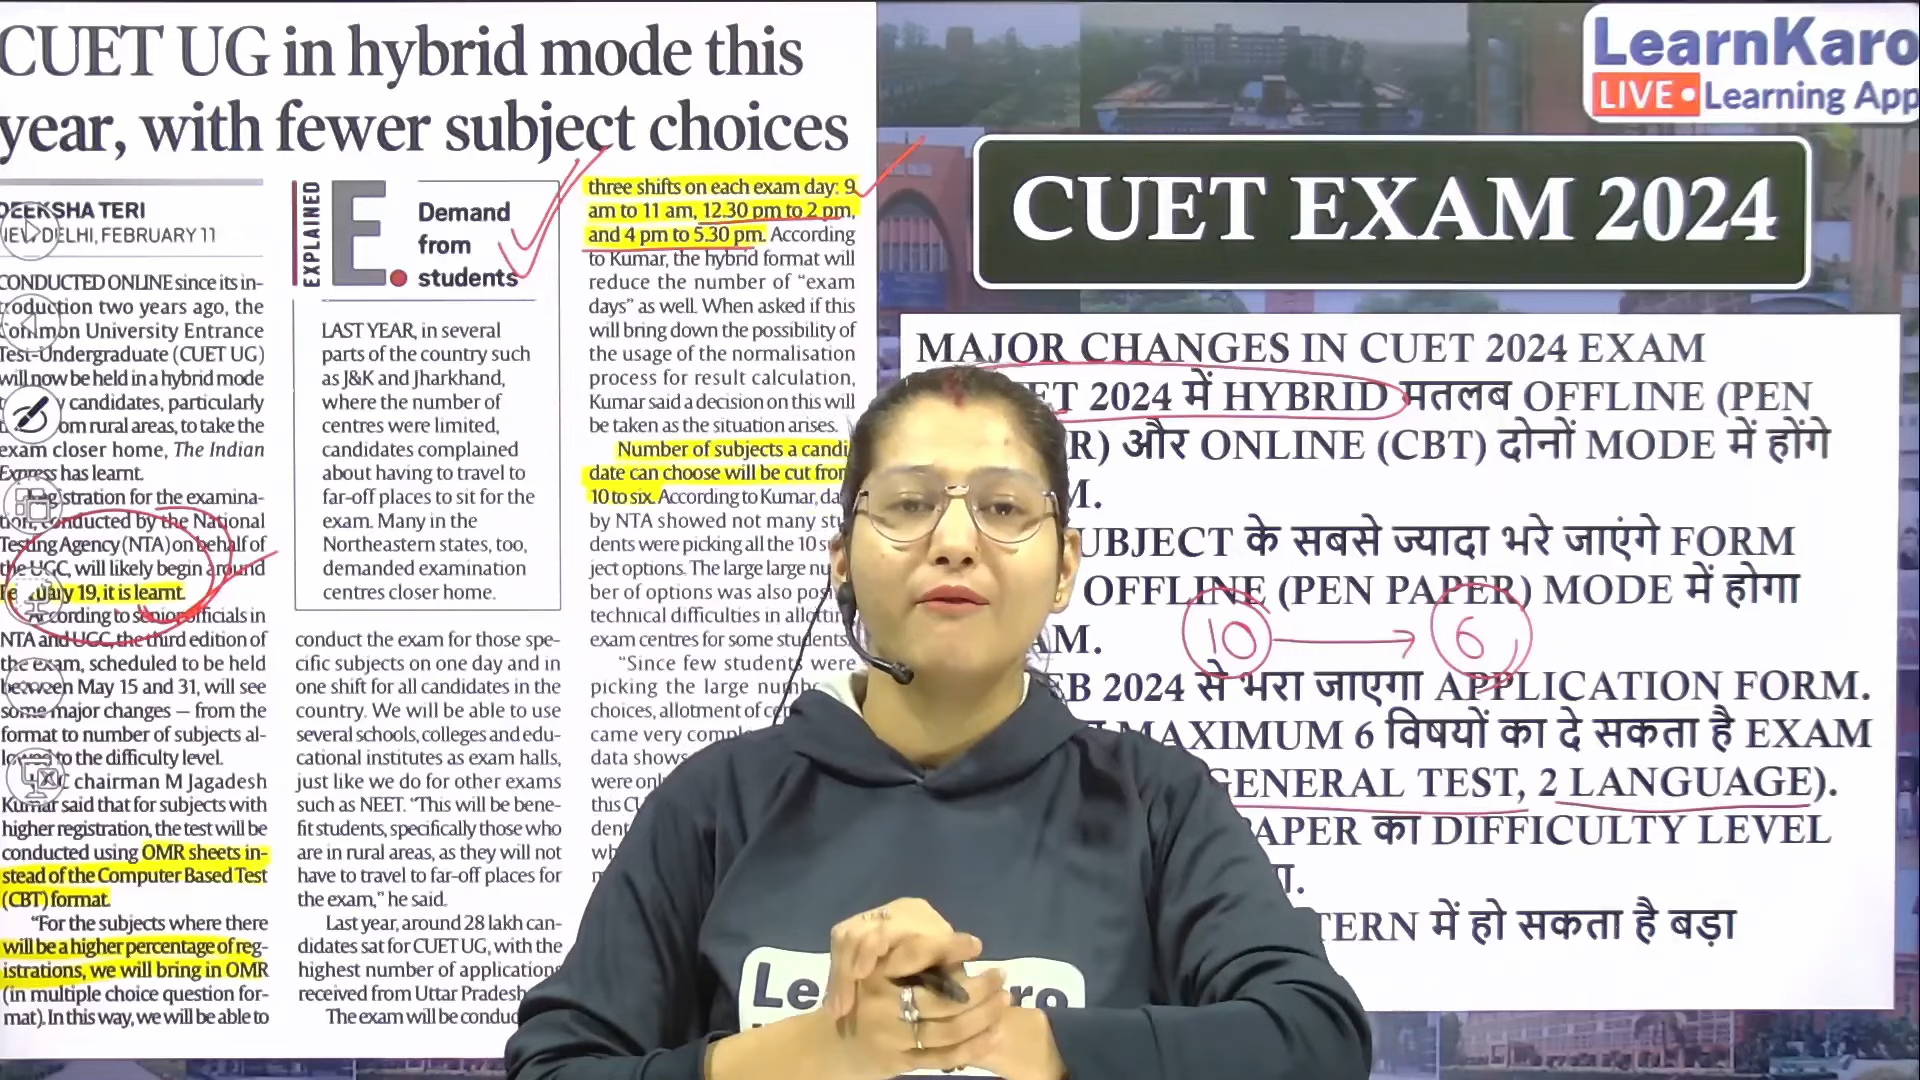 CUET UG in hybrid mode this
year, with fewer subject choices
DEEKSHA TERI
DELHI, FEBRUARY 11
CONDUCTED ONLINE since its in-
troduction two years ago, the
Common University Entrance
Test-Undergraduate (CUET UG)
will now be held in a hybrid mode
candidates, particularly
om rural areas, to take the
exam closer home, The Indian
Express has learnt.
Registration for the examina-
tion, conducted by the National
Testing Agency (NTA) on behalf of
the UGC, will likely begin around
uary 19, it is learnt.
According to senior officials in
NTA and UGC, the third edition of
the exam, scheduled to be held
between May 15 and 31, will see
some major changes — from the
format to number of subjects al-
lowed to the difficulty level.
chairman M Jagadesh
Kumar said that for subjects with
higher registration, the test will be
conducted using OMR sheets in-
stead of the Computer Based Test
(CBT) format.
“For the subjects where there
will be a higher percentage of reg-
istrations, we will bring in OMR
(in multiple choice question for-
mat). In this way, we will be able to
EXPLAINED
E.
Demand
from
students
LAST YEAR, in several
parts of the country such
as J&K and Jharkhand,
where the number of
centres were limited,
candidates complained
about having to travel to
far-off places to sit for the
exam. Many in the
Northeastern states, too,
demanded examination
centres closer home.
conduct the exam for those spe-
cific subjects on one day and in
one shift for all candidates in the
country. We will be able to use
several schools, colleges and edu-
cational institutes as exam halls,
just like we do for other exams
such as NEET. “This will be bene-
fit students, specifically those who
are in rural areas, as they will not
have to travel to far-off places for
the exam,” he said.
Last year, around 28 lakh can-
didates sat for CUET UG, with the
highest number of applications
received from Uttar Pradesh
The exam will be conduc
three shifts on each exam day: 9
am to 11 am, 12.30 pm to 2 pm,
and 4 pm to 5.30 pm. According
to Kumar, the hybrid format will
reduce the number of “exam
days” as well. When asked if this
will bring down the possibility of
the usage of the normalisation
process for result calculation,
Kumar said a decision on this will
be taken as the situation arises.
Number of subjects a candi
date can choose will be cut from
10 to six. According to Kumar, da
by NTA showed not many stu
dents were picking all the 10 su
ject options. The large large nu
ber of options was also pos
technical difficulties in allot
exam centres for some students
“Since few students were
picking the large numb
choices, allotment of ce
came very compl
data shows
were onl
this CU
dent
wh
LearnKaro
LIVE • Learning App
CUET EXAM 2024
MAJOR CHANGES IN CUET 2024 EXAM
ET 2024 में HYBRID मतलब OFFLINE (PEN
R) और ONLINE (CBT) दोनों MODE में होंगे
M.
UBJECT के सबसे ज्यादा भरे जाएंगे FORM
OFFLINE (PEN PAPER) MODE में होगा
AM.
10 → 6
EB 2024 से भरा जाएगा APPLICATION FORM.
MAXIMUM 6 विषयों का दे सकता है EXAM
GENERAL TEST, 2 LANGUAGE).
APER का DIFFICULTY LEVEL
TERN में हो सकता है बड़ा
Le aro